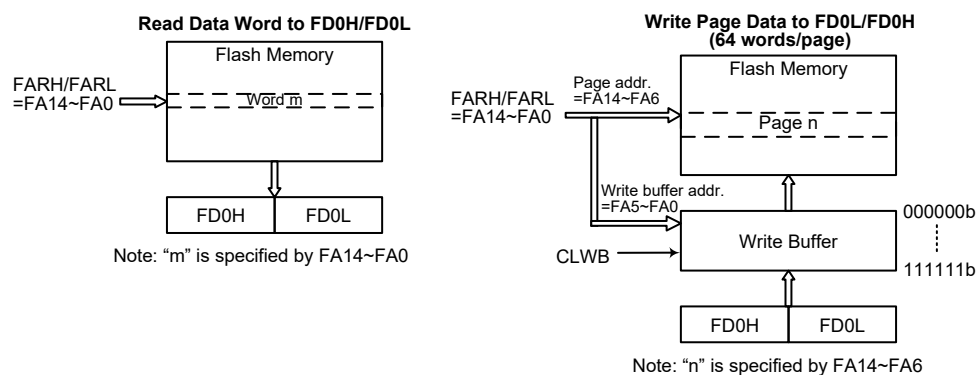 Read Data Word to FD0H/FD0L
Flash Memory
FARH/FARL
=FA14~FA0
Word m
FD0H
FD0L
Note: “m” is specified by FA14~FA0
Write Page Data to FD0L/FD0H
(64 words/page)
Flash Memory
Page addr.
=FA14~FA6
FARH/FARL
=FA14~FA0
Page n
Write buffer addr.
=FA5~FA0
000000b
Write Buffer
CLWB
111111b
FD0H
FD0L
Note: “n” is specified by FA14~FA6